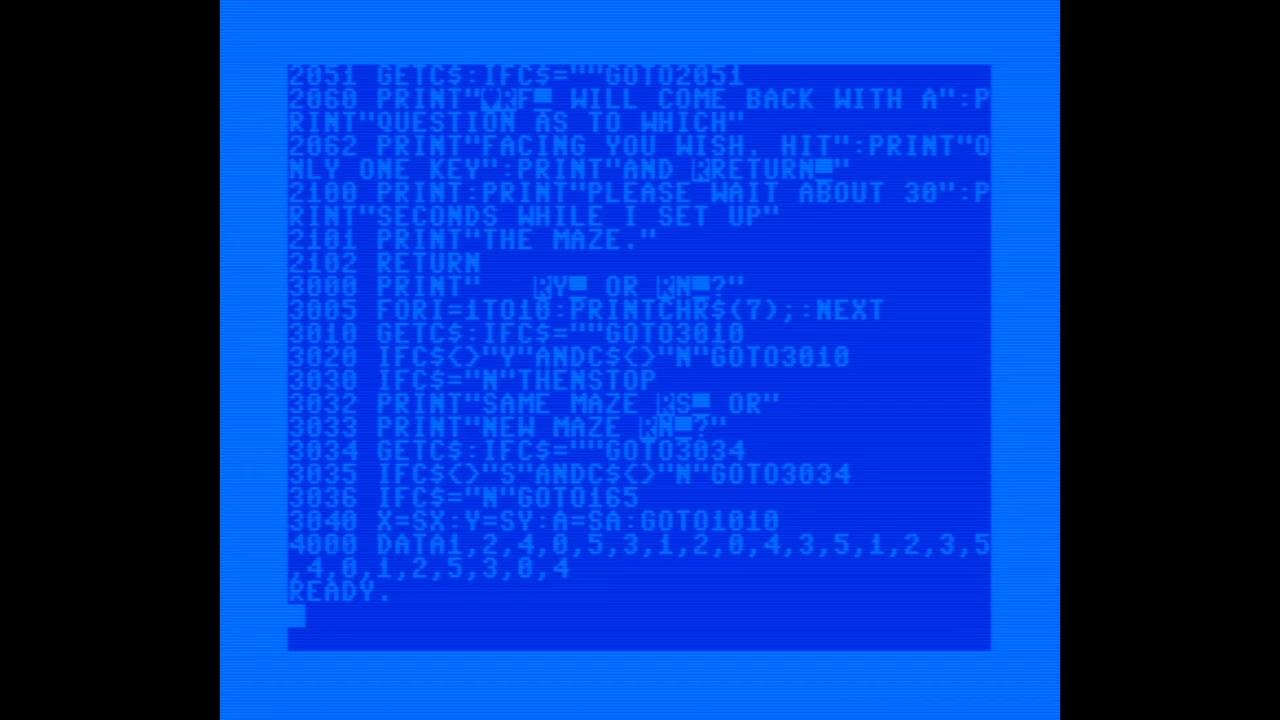 2051 GETC$:IFC$=""GOTO2051
2060 PRINT"♥RF▀ WILL COME BACK WITH A":P
RINT"QUESTION AS TO WHICH"
2062 PRINT"FACING YOU WISH. HIT":PRINT"O
NLY ONE KEY":PRINT"AND RRETURN▀"
2100 PRINT:PRINT"PLEASE WAIT ABOUT 30":P
RINT"SECONDS WHILE I SET UP"
2101 PRINT"THE MAZE."
2102 RETURN
3000 PRINT"   RY▀ OR RN▀?"
3005 FORI=1TO10:PRINTCHR$(7);:NEXT
3010 GETC$:IFC$=""GOTO3010
3020 IFC$<>"Y"ANDC$<>"N"GOTO3010
3030 IFC$="N"THENSTOP
3032 PRINT"SAME MAZE RS▀ OR"
3033 PRINT"NEW MAZE RN▀?"
3034 GETC$:IFC$=""GOTO3034
3035 IFC$<>"S"ANDC$<>"N"GOTO3034
3036 IFC$="N"GOTO165
3040 X=SX:Y=SY:A=SA:GOTO1010
4000 DATA1,2,4,0,5,3,1,2,0,4,3,5,1,2,3,5
,4,0,1,2,5,3,0,4
READY.